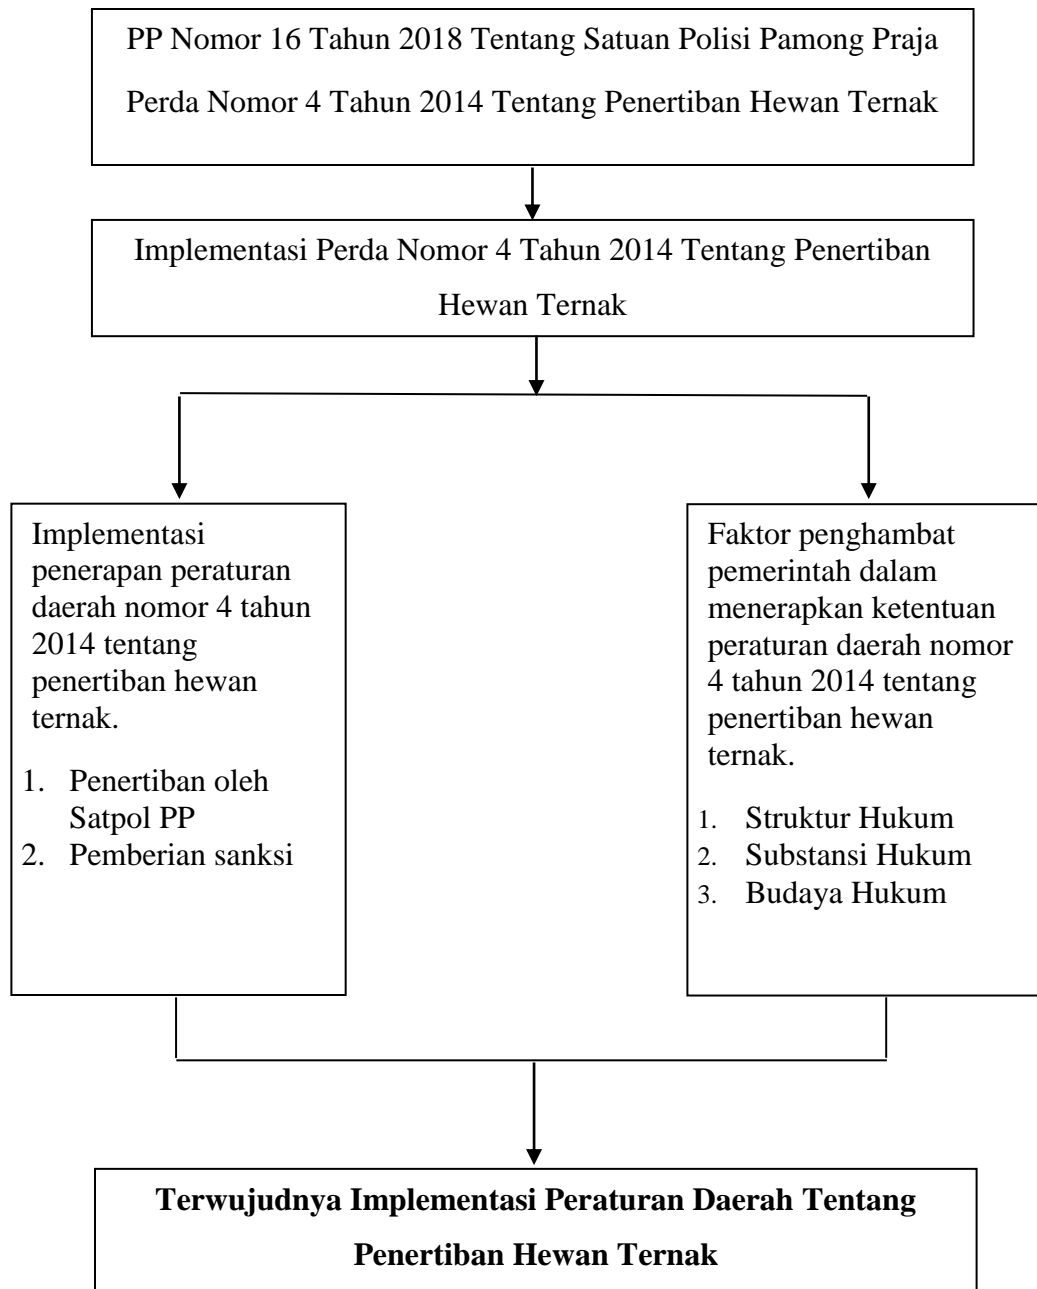 PP Nomor 16 Tahun 2018 Tentang Satuan Polisi Pamong Praja
Perda Nomor 4 Tahun 2014 Tentang Penertiban Hewan Ternak
Implementasi Perda Nomor 4 Tahun 2014 Tentang Penertiban
Hewan Ternak
Implementasi
penerapan peraturan
daerah nomor 4 tahun
2014 tentang
penertiban hewan
ternak.
1. Penertiban oleh
Satpol PP
2. Pemberian sanksi
Faktor penghambat
pemerintah dalam
menerapkan ketentuan
peraturan daerah nomor
4 tahun 2014 tentang
penertiban hewan
ternak.
1. Struktur Hukum
2. Substansi Hukum
3. Budaya Hukum
Terwujudnya Implementasi Peraturan Daerah Tentang
Penertiban Hewan Ternak